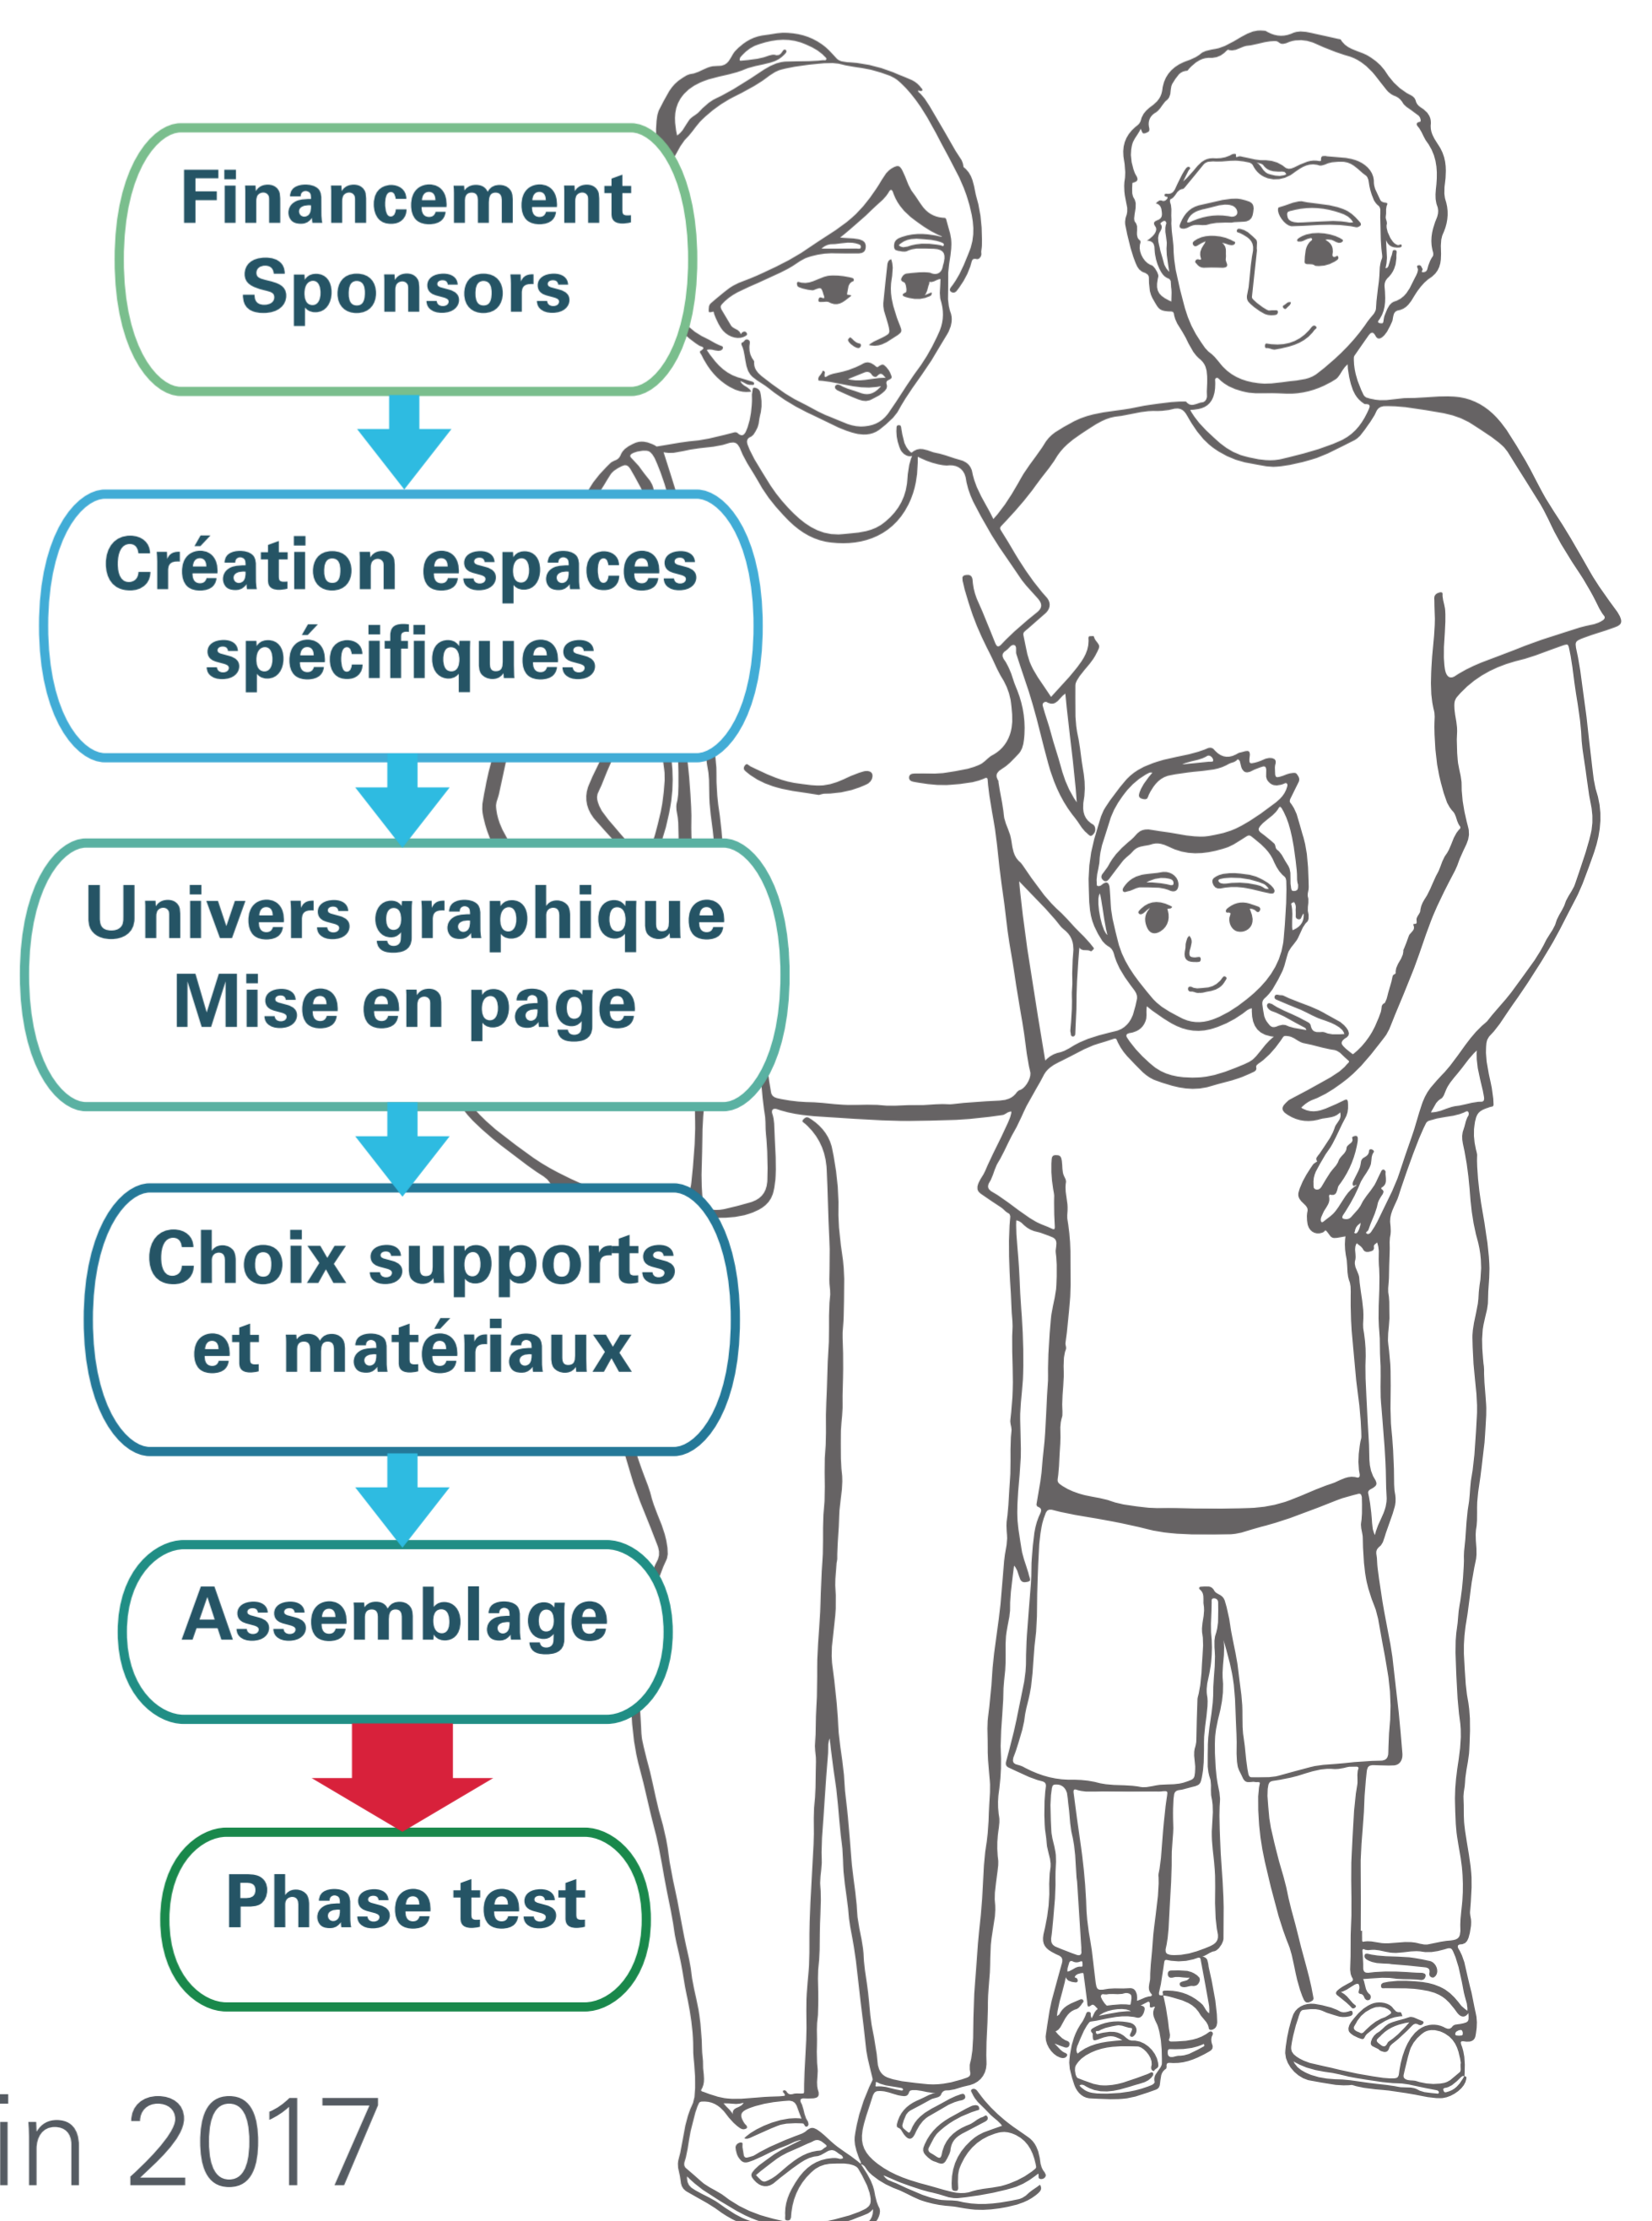 Financement
Sponsors
Création espaces
spécifiques
Univers graphique
Mise en page
Choix supports
et matériaux
Assemblage
Phase test
in 2017